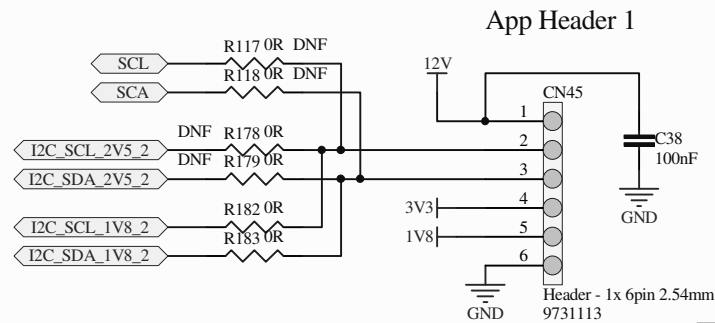 App Header 1
R117 0R DNF
SCL
R118 0R DNF
SCA
12V
CN45
1
DNF R178 0R
I2C_SCL_2V5_2
2
C38
100nF
DNF R179 0R
I2C_SDA_2V5_2
3
GND
R182 0R
I2C_SCL_1V8_2
3V3
4
R183 0R
I2C_SDA_1V8_2
1V8
5
6
GND
Header - 1x 6pin 2.54mm
9731113